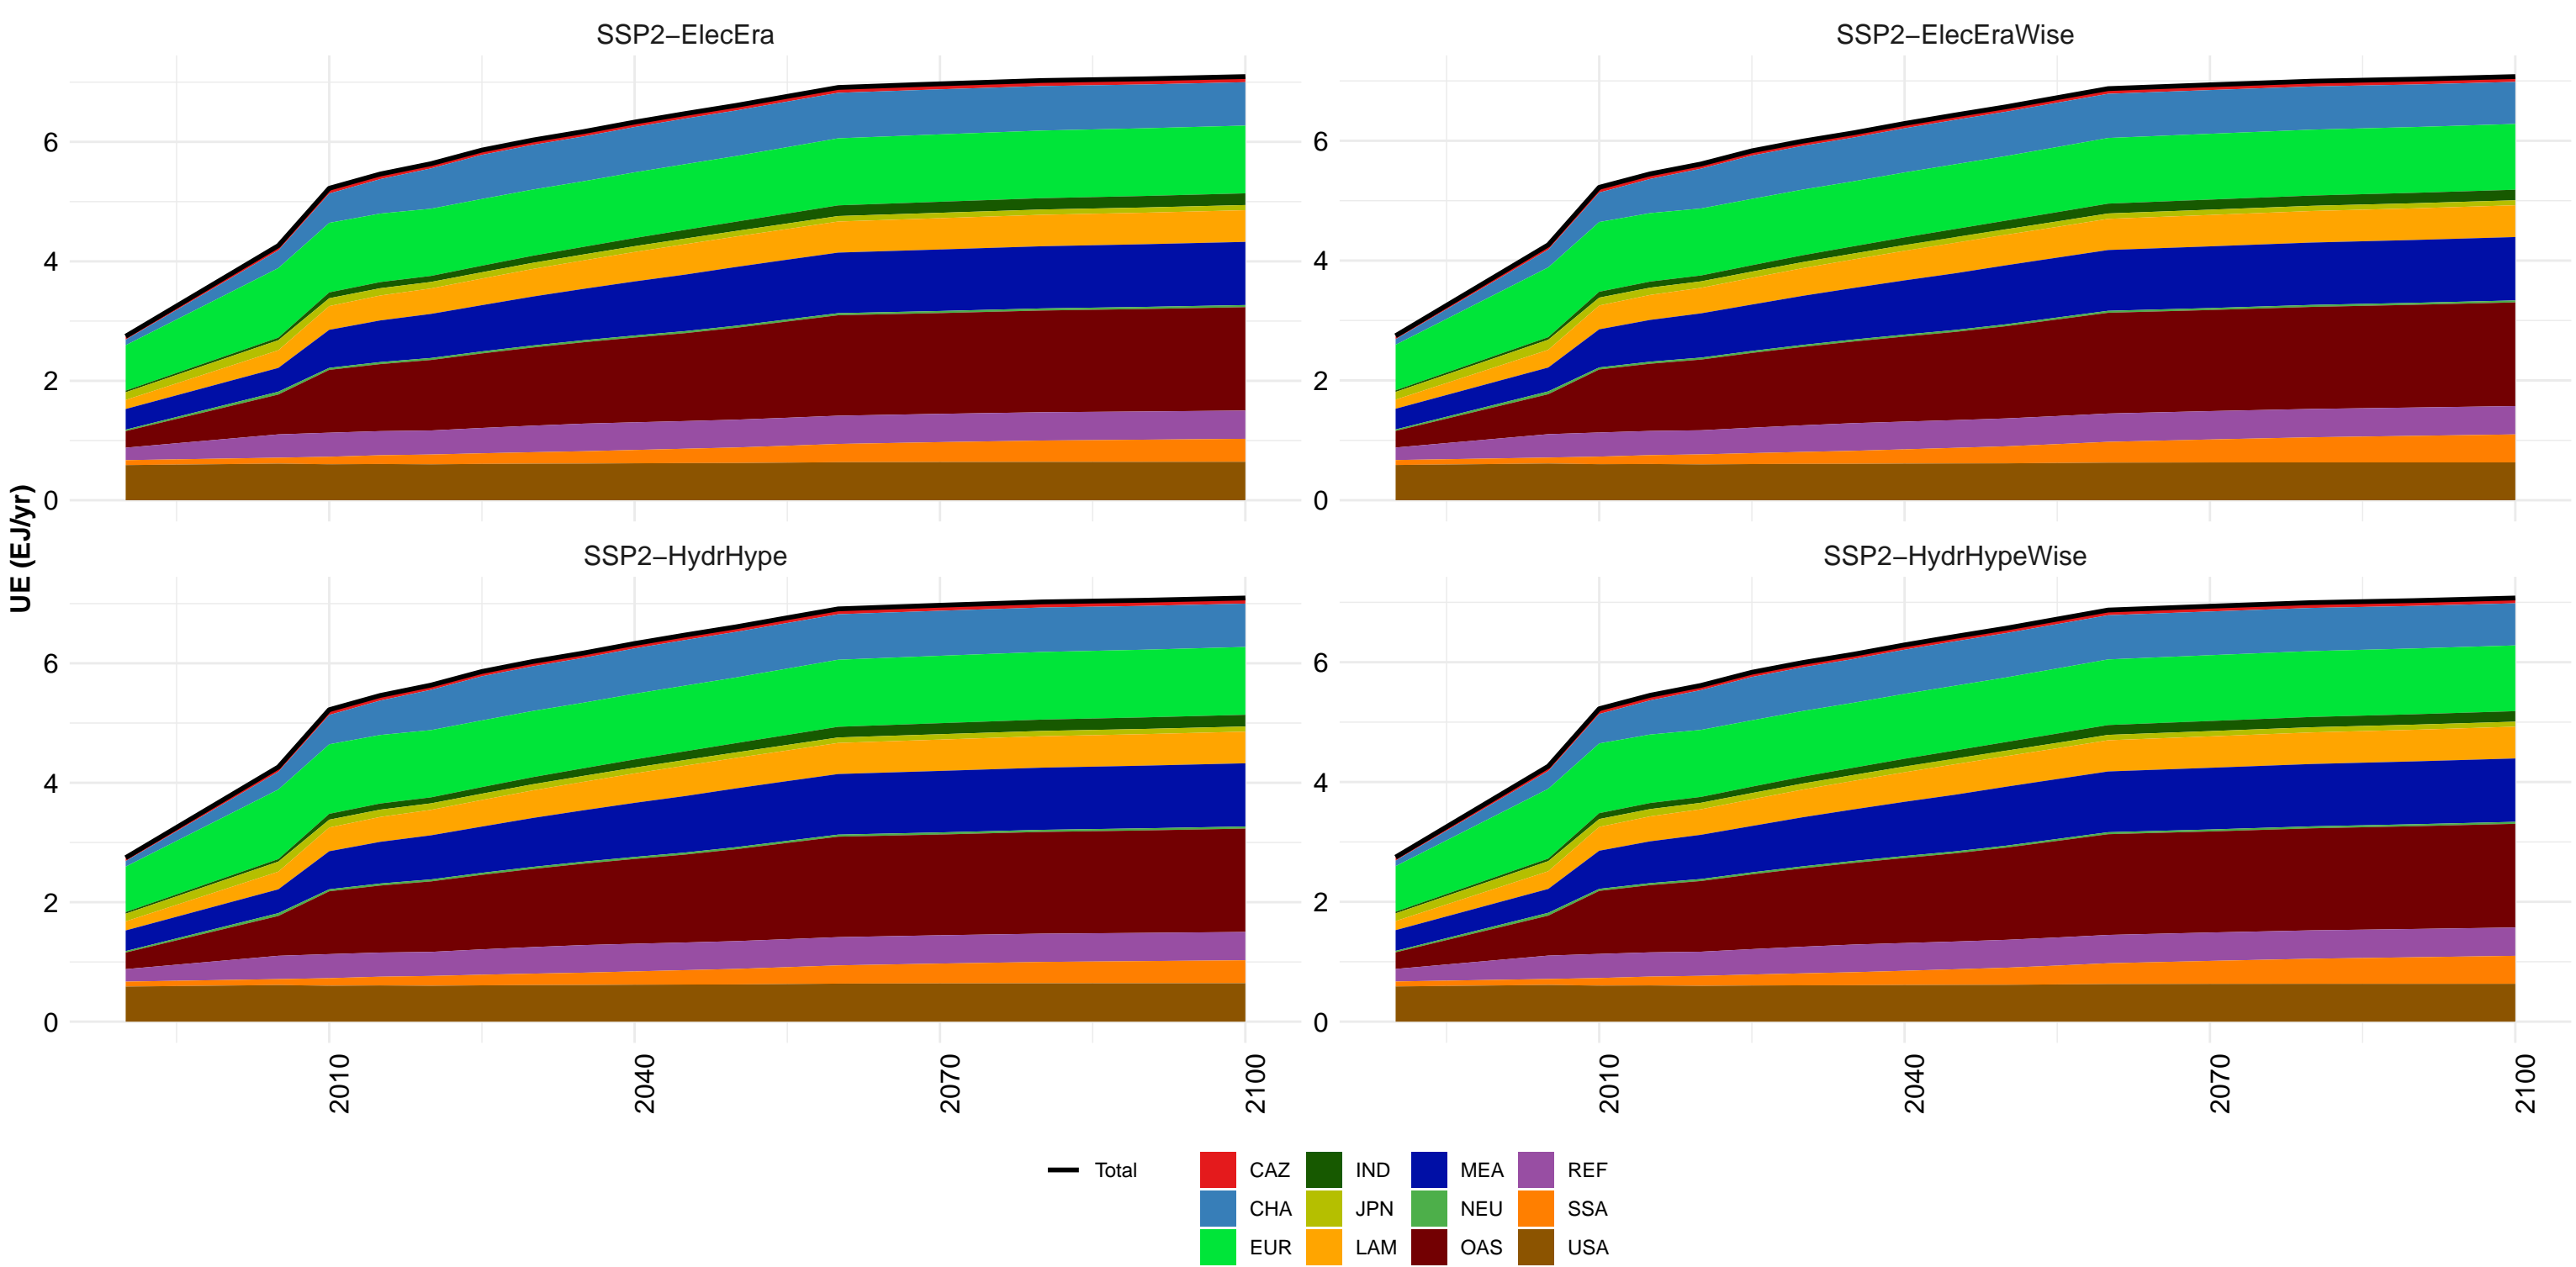 SSP2−ElecEra
SSP2−ElecEraWise
6
4
2
0
6
4
2
0
UE (EJ/yr)
SSP2−HydrHype
SSP2−HydrHypeWise
6
4
2
0
6
4
2
0
2010
2040
2070
2100
2010
2040
2070
2100
Total
CAZ IND MEA REF
CHA JPN NEU SSA
EUR LAM OAS USA